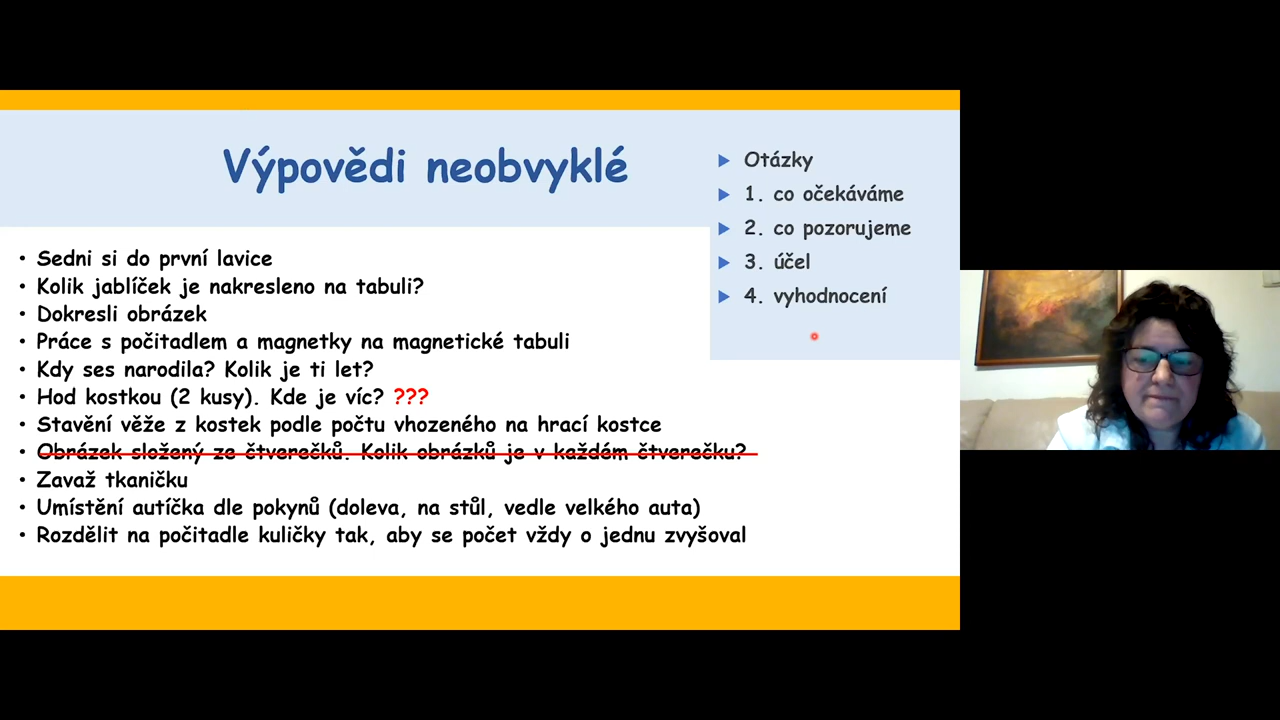 Výpovědi neobvyklé
Otázky
1. co očekáváme
2. co pozorujeme
3. účel
4. vyhodnocení
• Sedni si do první lavice
• Kolik jablíček je nakresleno na tabuli?
• Dokresli obrázek
• Práce s počitadlem a magnetky na magnetické tabuli
• Kdy ses narodila? Kolik je ti let?
• Hod kostkou (2 kusy). Kde je víc? ???
• Stavění věže z kostek podle počtu vhozeného na hrací kostce
• Obrázek složený ze čtverečků. Kolik obrázků je v každém čtverečku?
• Zavaž tkaničku
• Umístění autíčka dle pokynů (doleva, na stůl, vedle velkého auta)
• Rozdělit na počitadle kuličky tak, aby se počet vždy o jednu zvyšoval